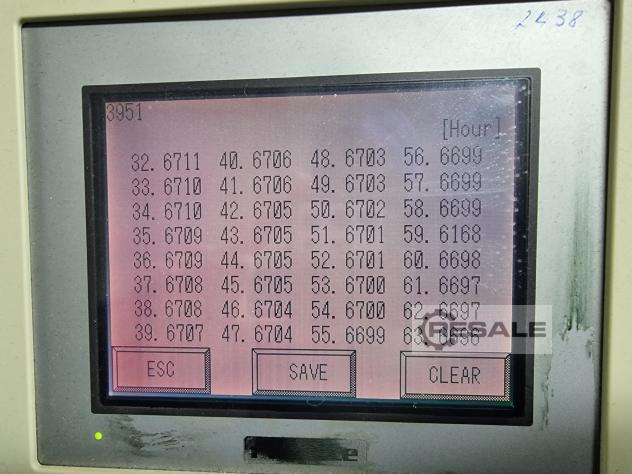 2438
3951
[Hour]
32. 6711 40. 6706 48. 6703 56. 6699
33. 6710 41. 6706 49. 6703 57. 6699
34. 6710 42. 6705 50. 6702 58. 6699
35. 6709 43. 6705 51. 6701 59. 6168
36. 6709 44. 6705 52. 6701 60. 6698
37. 6708 45. 6705 53. 6700 61. 6697
38. 6708 46. 6704 54. 6700 62. 6697
39. 6707 47. 6704 55. 6699 63. 6696
RESALE
ESC SAVE CLEAR